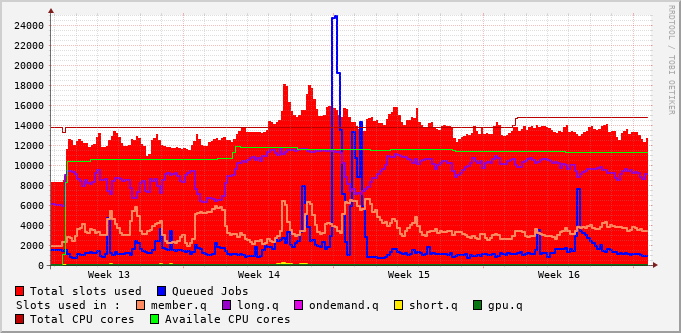 RRDTOOL / TOBI OETIKER
24000
22000
20000
18000
16000
14000
12000
10000
8000
6000
4000
2000
0
Week 13 Week 14 Week 15 Week 16
Total slots used Queued Jobs
Slots used in : member.q long.q ondemand.q short.q gpu.q
Total CPU cores Availale CPU cores